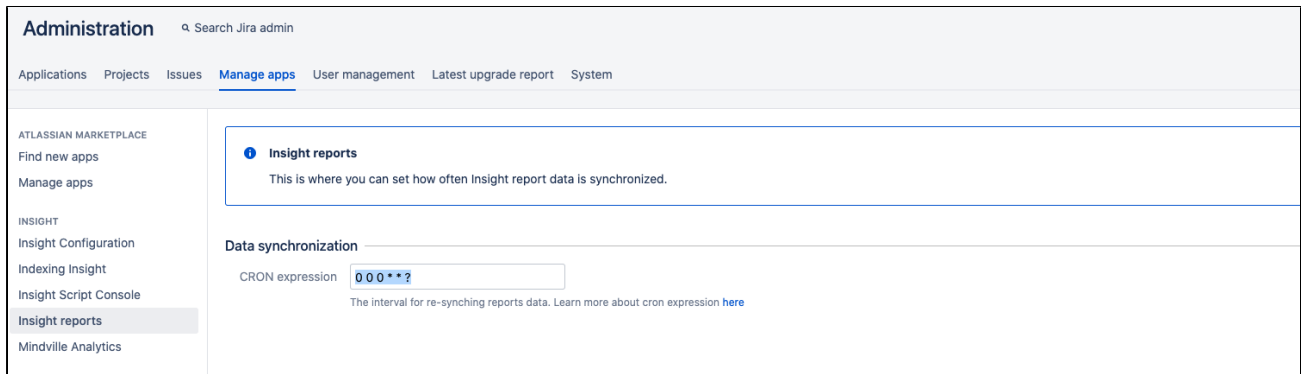 Administration
Search Jira admin
Applications Projects Issues Manage apps User management Latest upgrade report System
ATLASSIAN MARKETPLACE
Find new apps
Manage apps
INSIGHT
Insight Configuration
Indexing Insight
Insight Script Console
Insight reports
Mindville Analytics
Insight reports
This is where you can set how often Insight report data is synchronized.
Data synchronization
CRON expression 0 0 0 * * ?
The interval for re-synching reports data. Learn more about cron expression here